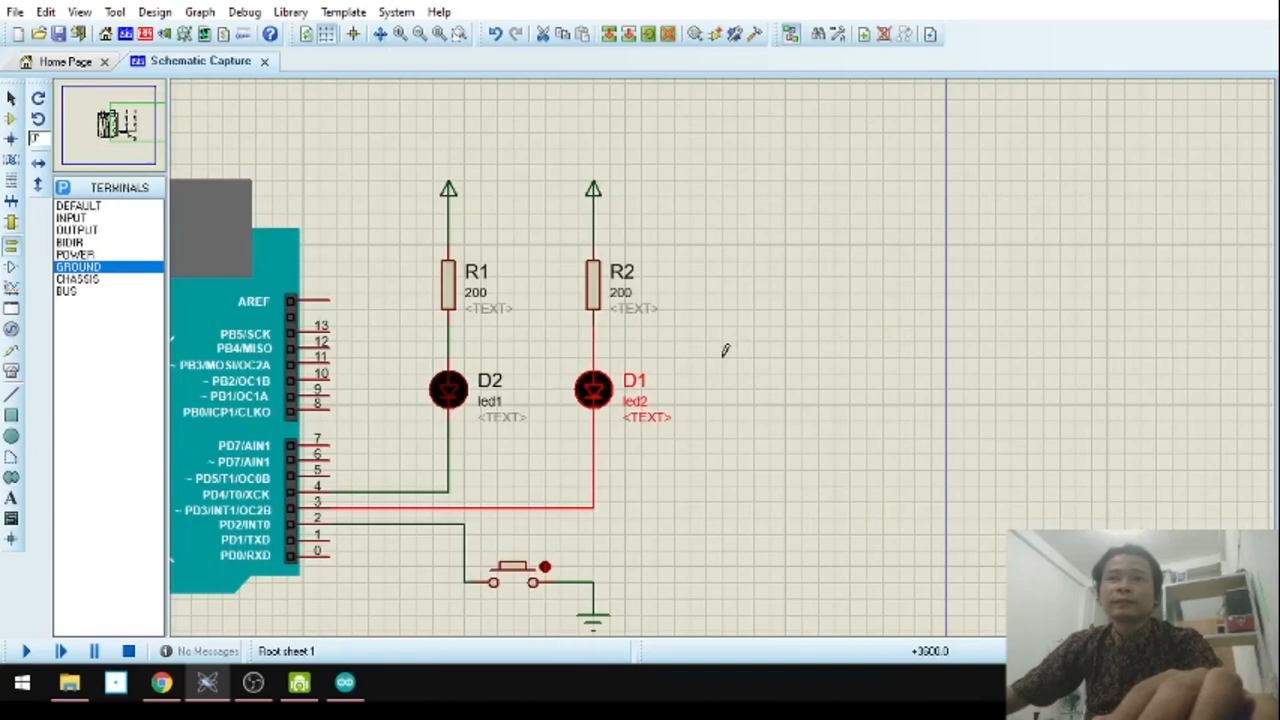 File Edit View Tool Design Graph Debug Library Template System Help
Home Page
Schematic Capture
P TERMINALS
DEFAULT
INPUT
OUTPUT
BIDIR
POWER
GROUND
CHASSIS
BUS
AREF
PB5/SCK 13
PB4/MISO 12
~ PB3/MOSI/OC2A 11
~ PB2/OC1B 10
~ PB1/OC1A 9
PB0/ICP1/CLKO 8
PD7/AIN1 7
~ PD7/AIN1 6
~ PD5/T1/OC0B 5
PD4/T0/XCK 4
~ PD3/INT1/OC2B 3
PD2/INT0 2
PD1/TXD 1
PD0/RXD 0
R1
200
<TEXT>
R2
200
<TEXT>
D2
led1
<TEXT>
D1
led2
<TEXT>
A
No Messages
Root sheet 1
+3600.0